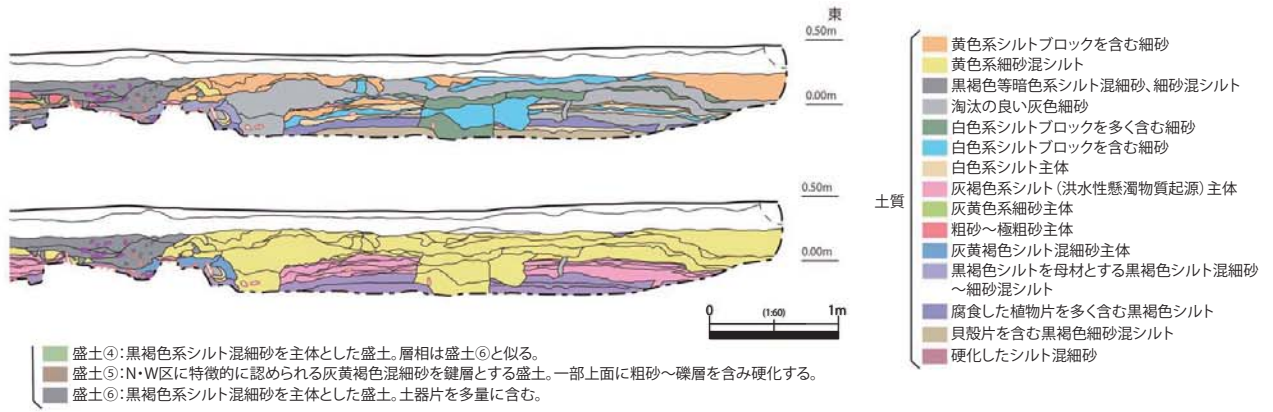 東
0.50m
0.00m
0.50m
0.00m
0
(1:60)
1m
盛土④：黒褐色系シルト混細砂を主体とした盛土。層相は盛土⑥と似る。
盛土⑤：N・W区に特徴的に認められる灰黄褐色混細砂を鍵層とする盛土。一部上面に粗砂～礫層を含み硬化する。
盛土⑥：黒褐色系シルト混細砂を主体とした盛土。土器片を多量に含む。
土質
黄色系シルトブロックを含む細砂
黄色系細砂混シルト
黒褐色等暗色系シルト混細砂、細砂混シルト
淘汰の良い灰色細砂
白色系シルトブロックを多く含む細砂
白色系シルトブロックを含む細砂
白色系シルト主体
灰褐色系シルト（洪水性懸濁物質起源）主体
灰黄色系細砂主体
粗砂～極粗砂主体
灰黄褐色シルト混細砂主体
黒褐色シルトを母材とする黒褐色シルト混細砂
～細砂混シルト
腐食した植物片を多く含む黒褐色シルト
貝殻片を含む黒褐色細砂混シルト
硬化したシルト混細砂